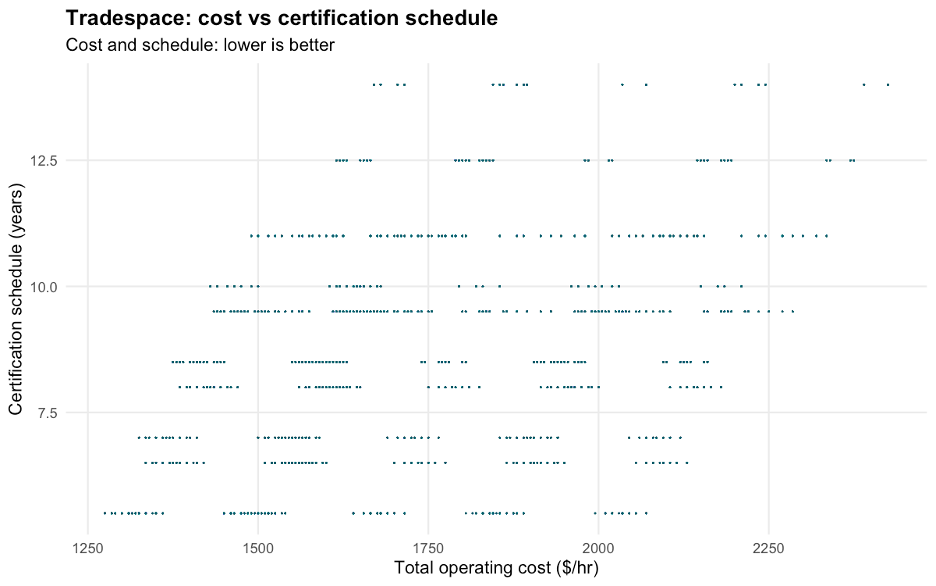 Tradespace: cost vs certification schedule
Cost and schedule: lower is better
Certification schedule (years)
12.5
10.0
7.5
1250 1500 1750 2000 2250
Total operating cost ($/hr)